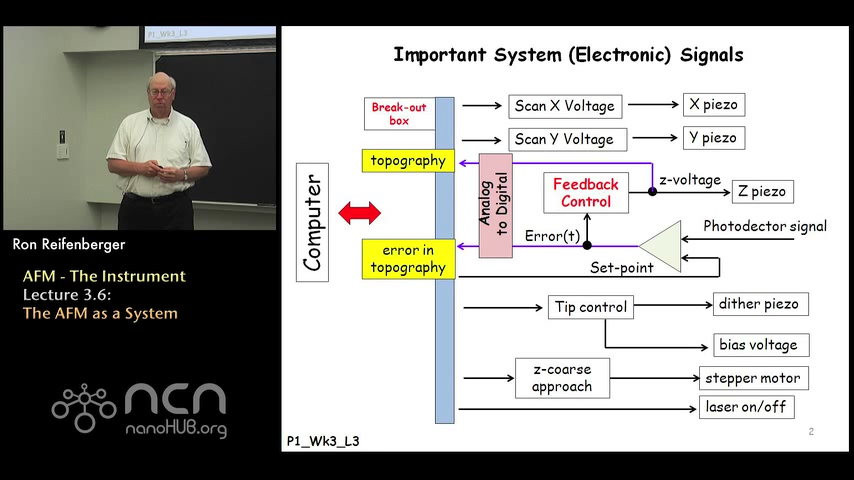 P1_Wk3_L3
Ron Reifenberger
AFM - The Instrument
Lecture 3.6:
The AFM as a System
ncn
nanoHUB.org
Important System (Electronic) Signals
Break-out
box
Scan X Voltage
X piezo
Scan Y Voltage
Y piezo
topography
Analog
to Digital
Feedback
Control
z-voltage
Z piezo
Computer
error in
topography
Error(t)
Photodector signal
Set-point
Tip control
dither piezo
bias voltage
z-coarse
approach
stepper motor
laser on/off
P1_Wk3_L3
2